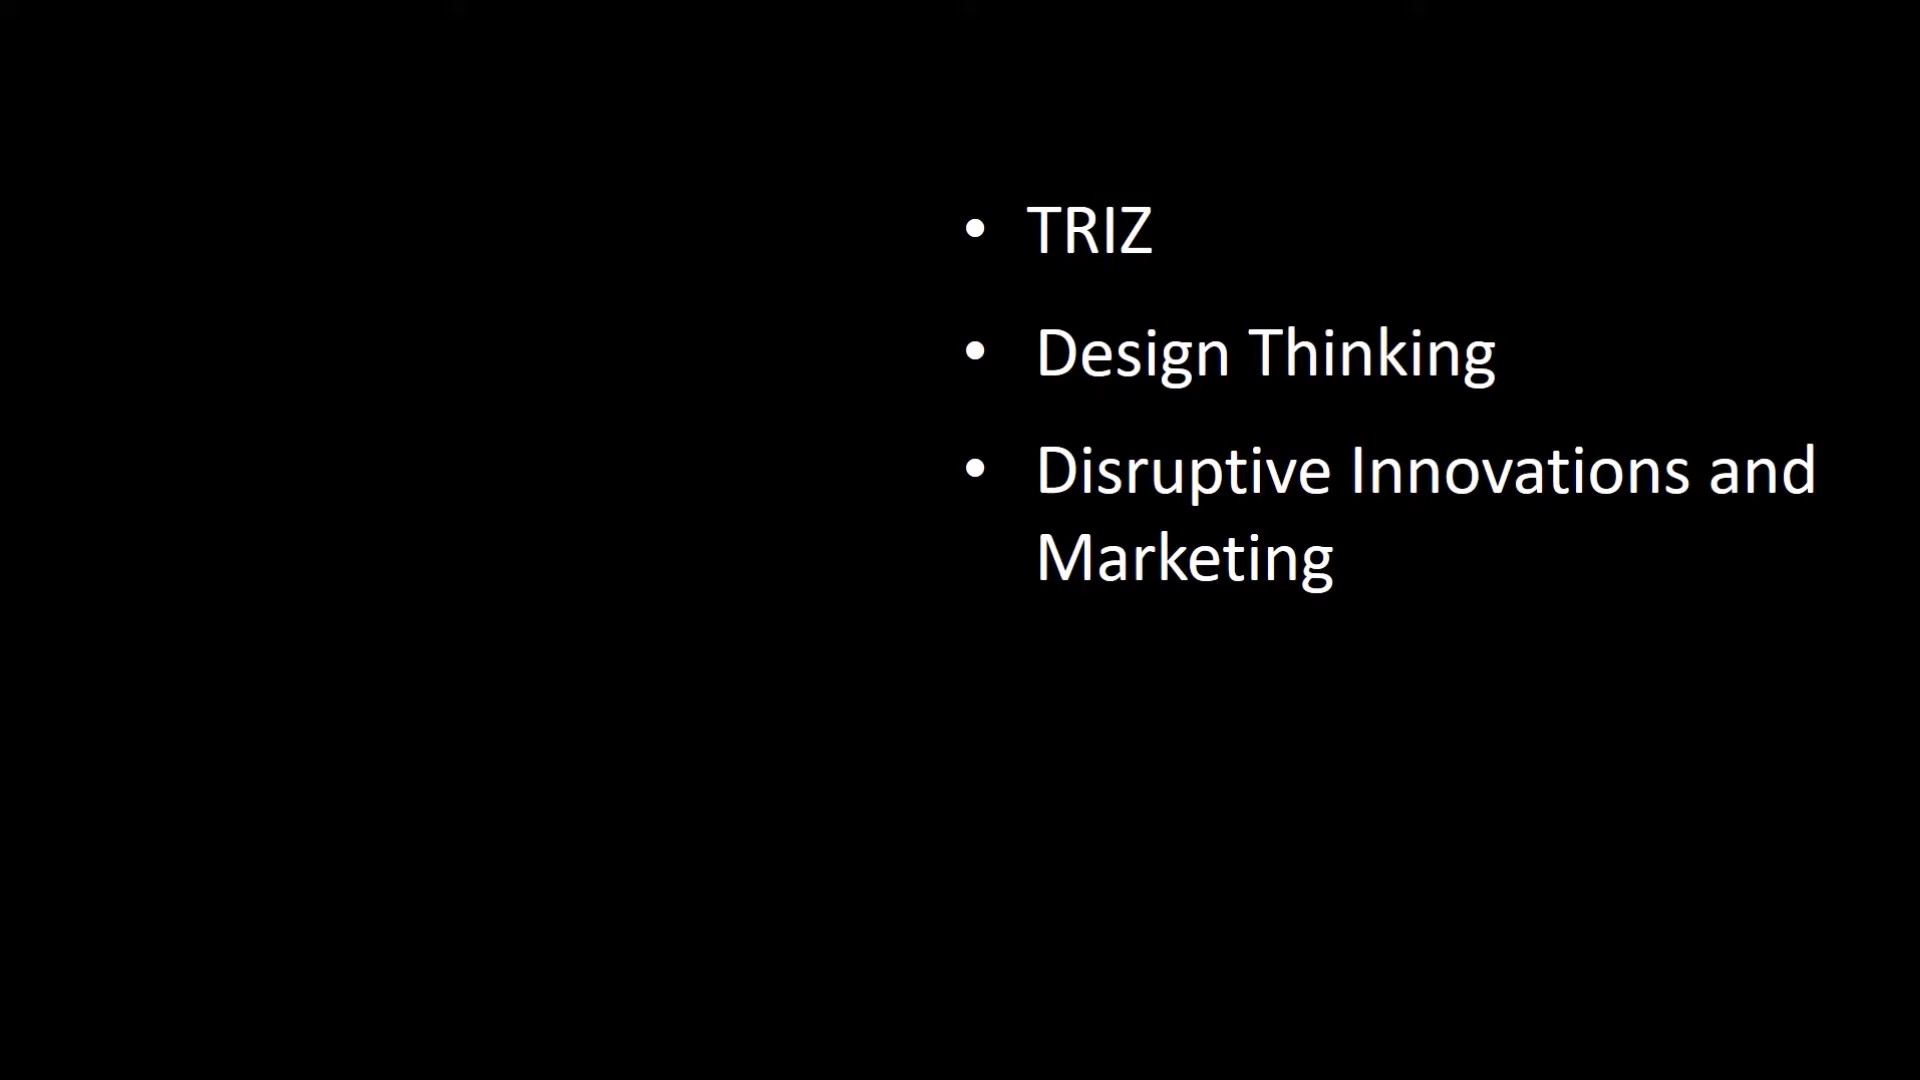 • TRIZ
• Design Thinking
• Disruptive Innovations and
Marketing